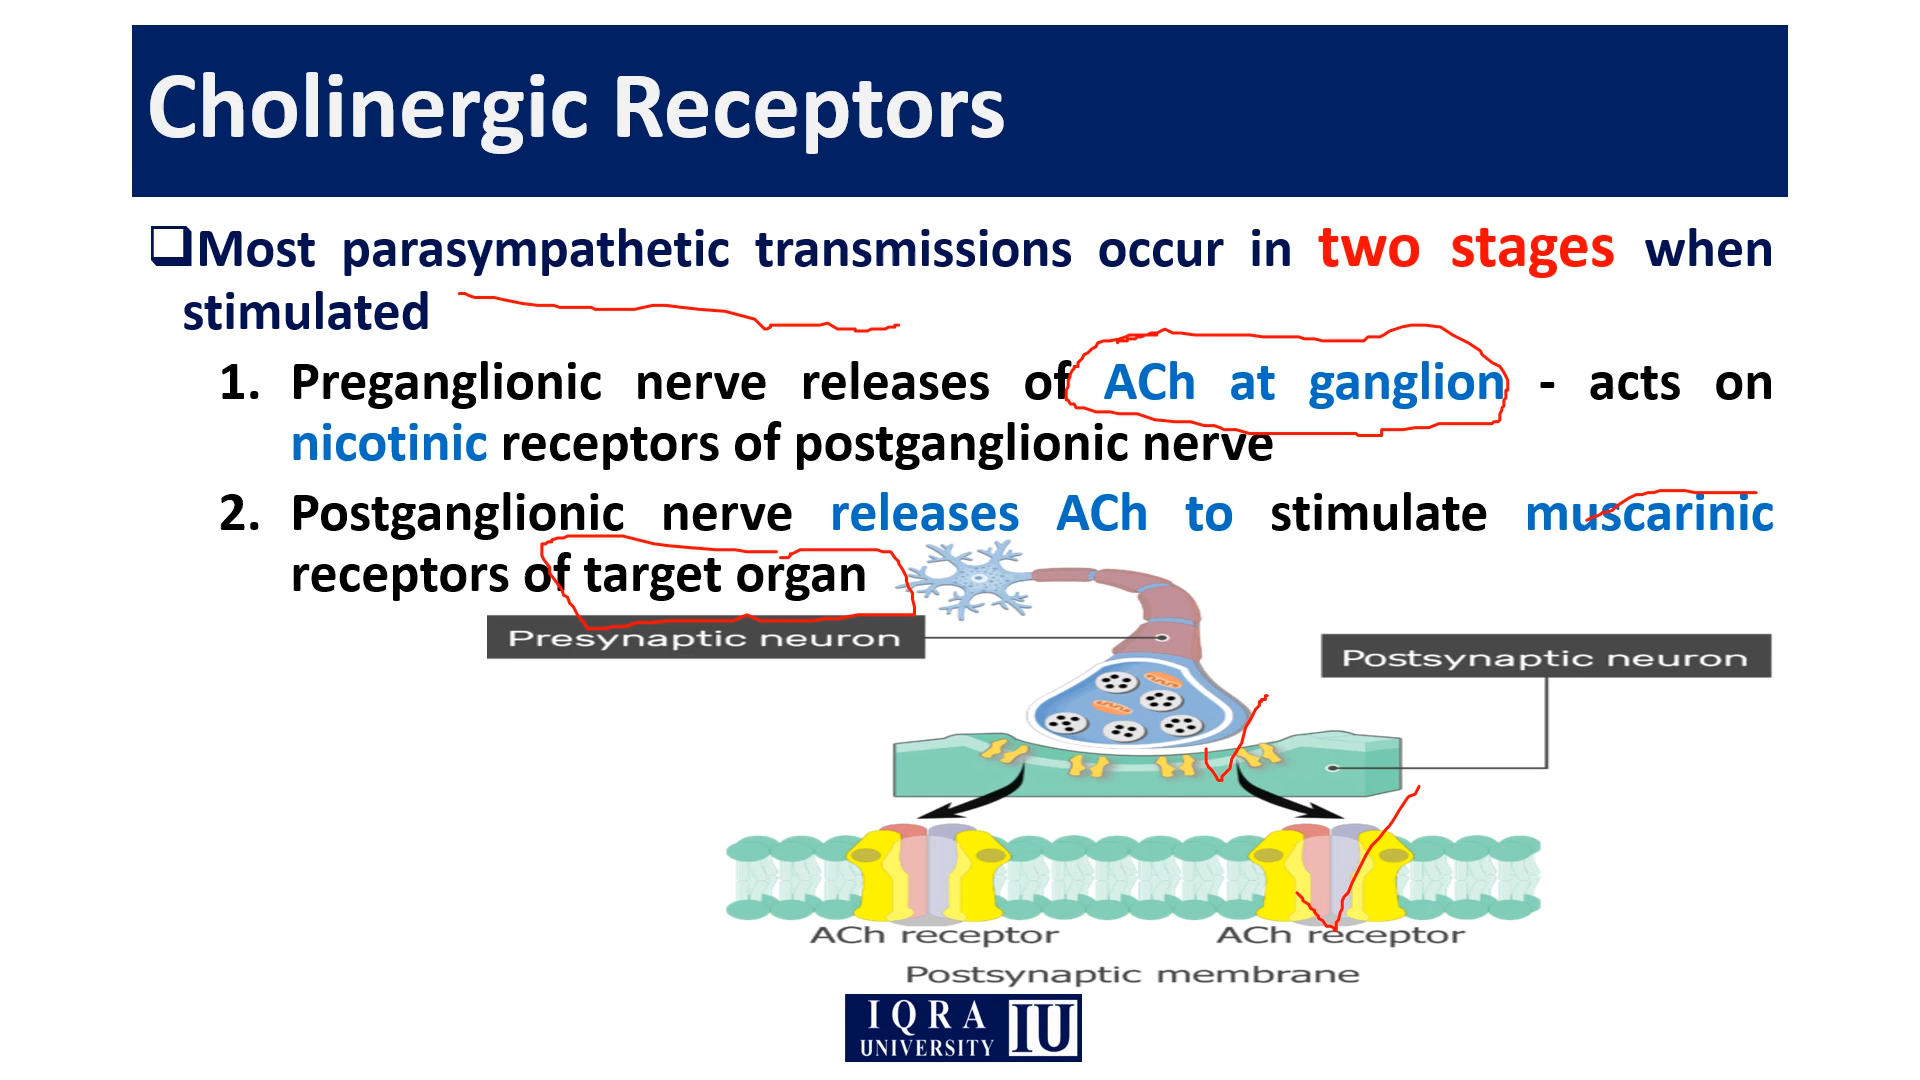 Cholinergic Receptors
Most parasympathetic transmissions occur in two stages when
stimulated
1. Preganglionic nerve releases of ACh at ganglion - acts on
nicotinic receptors of postganglionic nerve
2. Postganglionic nerve releases ACh to stimulate muscarinic
receptors of target organ
Presynaptic neuron
Postsynaptic neuron
ACh receptor
ACh receptor
Postsynaptic membrane
IQRA
UNIVERSITY
IU